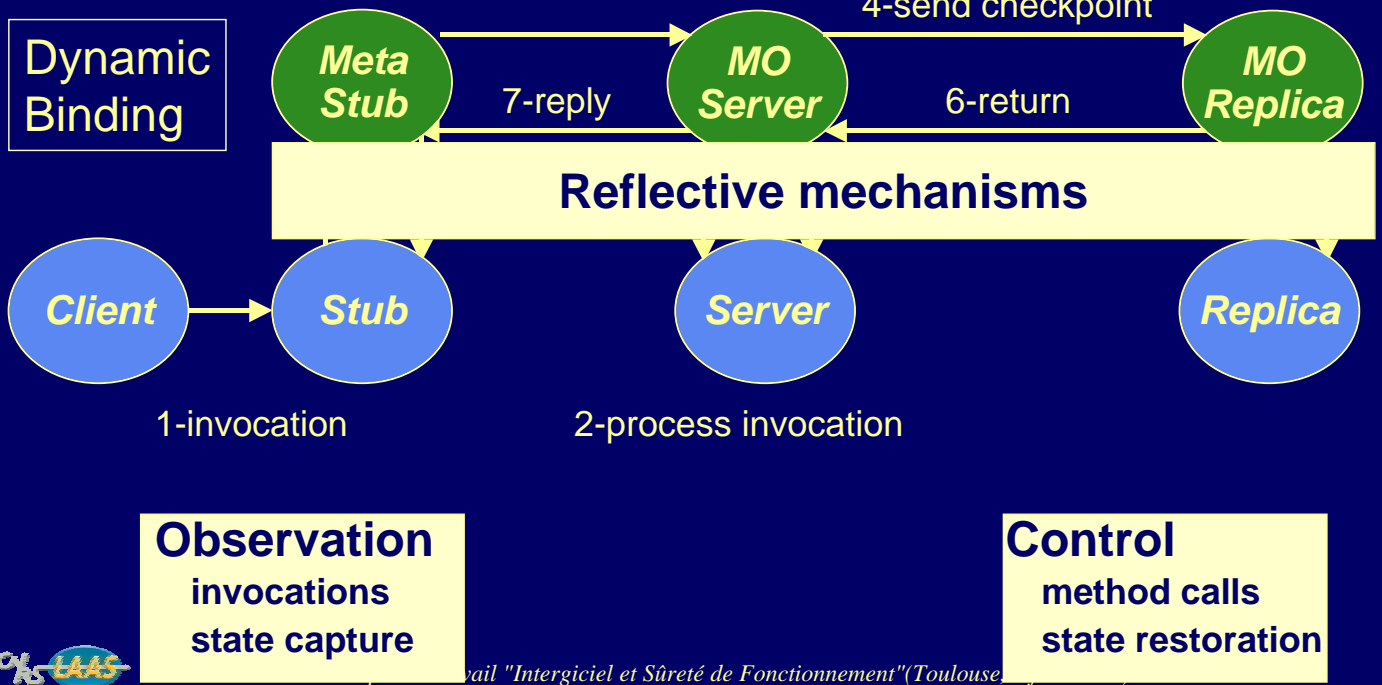 4-send checkpoint
Dynamic
Binding
Meta
Stub
MO
Server
MO
Replica
7-reply
6-return
Reflective mechanisms
Client
Stub
Server
Replica
1-invocation
2-process invocation
Observation
invocations
state capture
Control
method calls
state restoration
LAAS
"Intergiciel et Sûreté de Fonctionnement"(Toulouse,